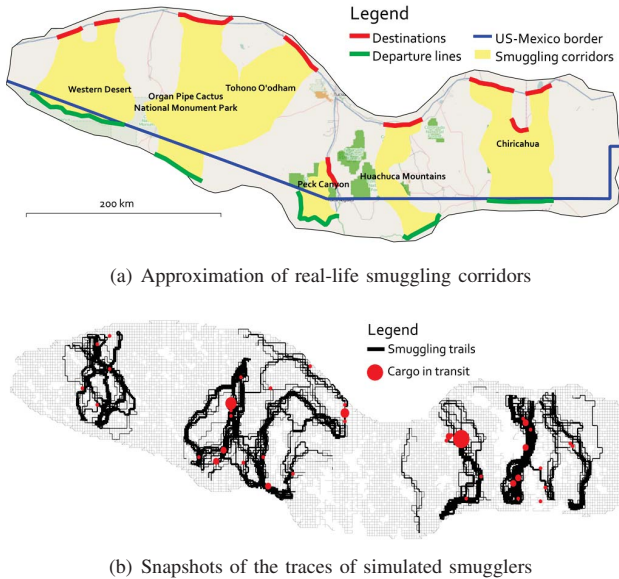 Legend
Destinations
US-Mexico border
Departure lines
Smuggling corridors
Western Desert
Organ Pipe Cactus
National Monument Park
Tohono O'odham
Chiricahua
Peck Canyon
Huachuca Mountains
200 km
(a) Approximation of real-life smuggling corridors
Legend
Smuggling trails
Cargo in transit
(b) Snapshots of the traces of simulated smugglers